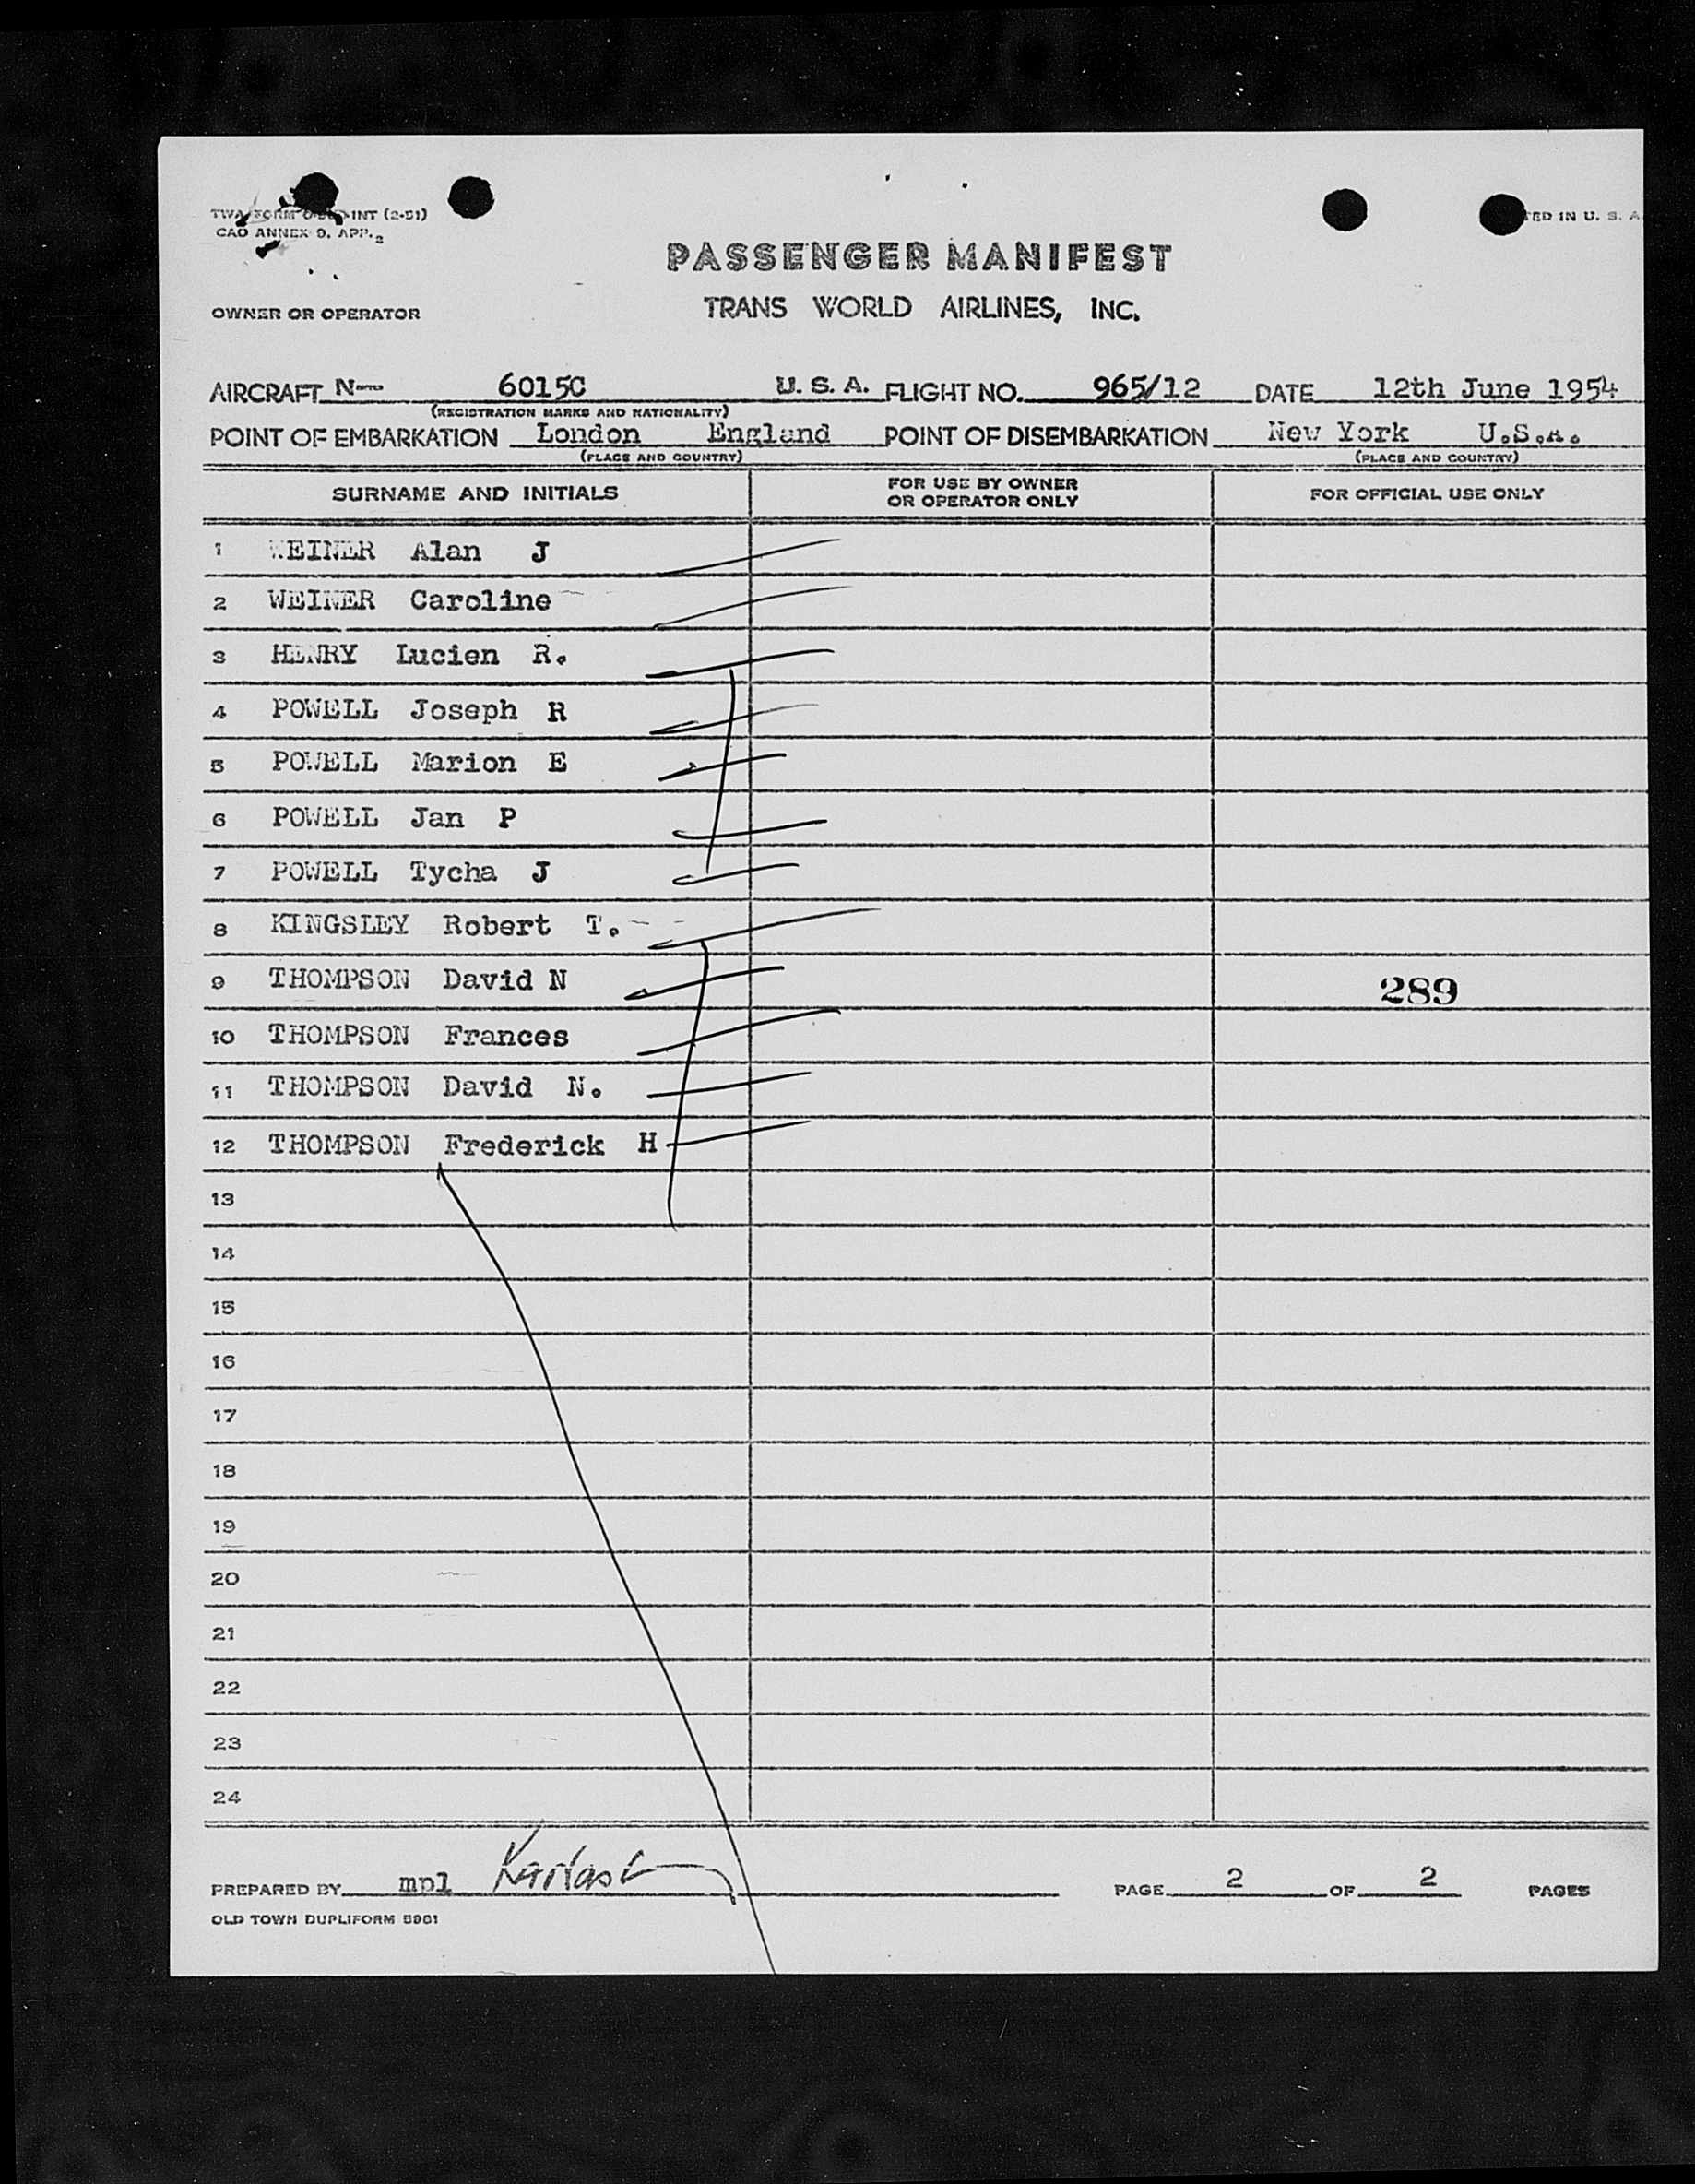 TWA FORM INT (2-51)
CAO ANNEX 9, APP. 2
TED IN U. S. A.
PASSENGER MANIFEST
OWNER OR OPERATOR TRANS WORLD AIRLINES, INC.
AIRCRAFT N— 6015C U. S. A. FLIGHT NO. 965/12 DATE 12th June 1954
(REGISTRATION MARKS AND NATIONALITY)
POINT OF EMBARKATION London England POINT OF DISEMBARKATION New York U.S.A.
(PLACE AND COUNTRY) (PLACE AND COUNTRY)
SURNAME AND INITIALS FOR USE BY OWNER OR OPERATOR ONLY FOR OFFICIAL USE ONLY
1 WEINER Alan J
2 WEINER Caroline
3 HENRY Lucien R.
4 POWELL Joseph R
5 POWELL Marion E
6 POWELL Jan P
7 POWELL Tycha J
8 KINGSLEY Robert T.
9 THOMPSON David N 289
10 THOMPSON Frances
11 THOMPSON David N.
12 THOMPSON Frederick H
13
14
15
16
17
18
19
20
21
22
23
24
PREPARED BY mpl PAGE 2 OF 2 PAGES
OLD TOWN DUPLIFORM 5981